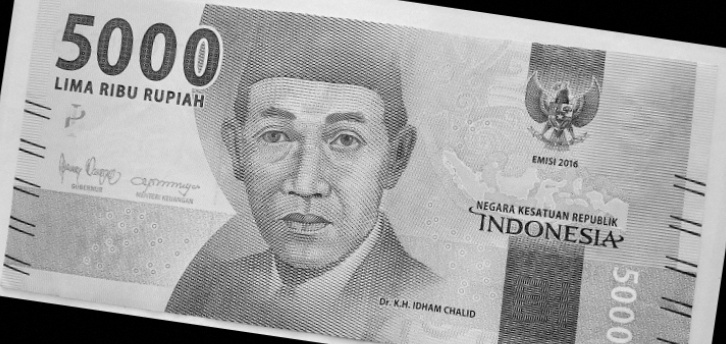 5000
LIMA RIBU RUPIAH
GUBERNUR
MENTERI KEUANGAN
EMISI 2016
NEGARA KESATUAN REPUBLIK
INDONESIA
5000
Dr. K.H. IDHAM CHALID